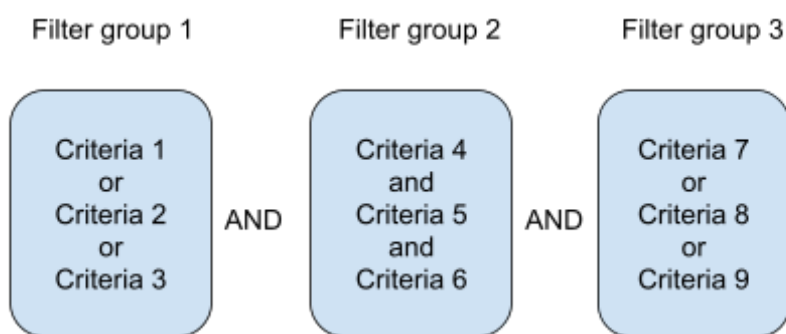 Filter group 1
Filter group 2
Filter group 3
Criteria 1
or
Criteria 2
or
Criteria 3
AND
Criteria 4
and
Criteria 5
and
Criteria 6
AND
Criteria 7
or
Criteria 8
or
Criteria 9